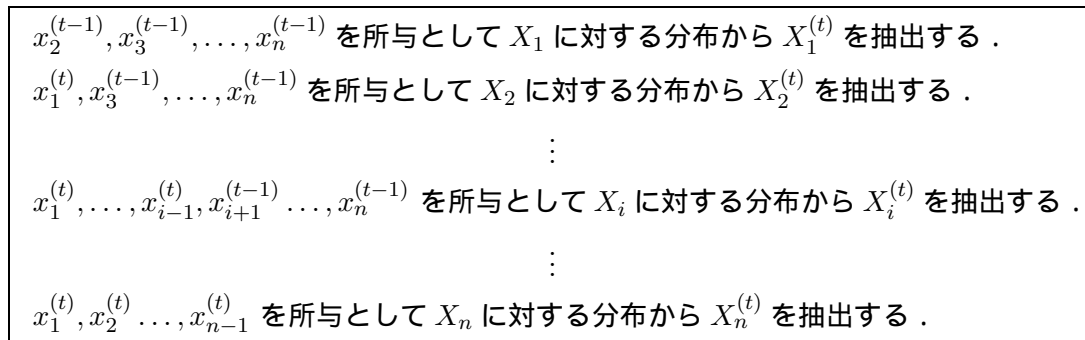 $x_2^{(t-1)}, x_3^{(t-1)}, \ldots, x_n^{(t-1)}$ を所与として $X_1$ に対する分布から $X_1^{(t)}$ を抽出する．
$x_1^{(t)}, x_3^{(t-1)}, \ldots, x_n^{(t-1)}$ を所与として $X_2$ に対する分布から $X_2^{(t)}$ を抽出する．
⋮
$x_1^{(t)}, \ldots, x_{i-1}^{(t)}, x_{i+1}^{(t-1)} \ldots, x_n^{(t-1)}$ を所与として $X_i$ に対する分布から $X_i^{(t)}$ を抽出する．
⋮
$x_1^{(t)}, x_2^{(t)} \ldots, x_{n-1}^{(t)}$ を所与として $X_n$ に対する分布から $X_n^{(t)}$ を抽出する．